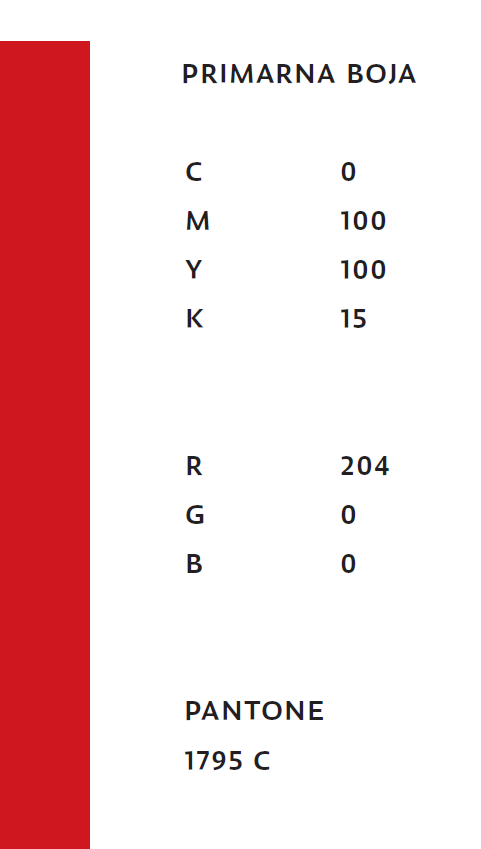 PRIMARNA BOJA
C 0
M 100
Y 100
K 15
R 204
G 0
B 0
PANTONE
1795 C